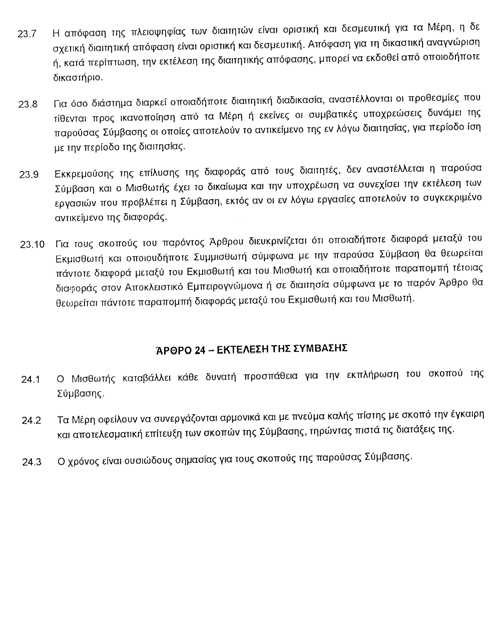 23.7 Η απόφαση της πλειοψηφίας των διαιτητών είναι οριστική και δεσμευτική για τα Μέρη, η δε
σχετική διαιτητική απόφαση είναι οριστική και δεσμευτική. Απόφαση για τη δικαστική αναγνώριση
ή, κατά περίπτωση, την εκτέλεση της διαιτητικής απόφασης, μπορεί να εκδοθεί από οποιοδήποτε
δικαστήριο.
23.8 Για όσο διάστημα διαρκεί οποιαδήποτε διαιτητική διαδικασία, αναστέλλονται οι προθεσμίες που
τίθενται προς ικανοποίηση από τα Μέρη ή εκείνες οι συμβατικές υποχρεώσεις δυνάμει της
παρούσας Σύμβασης οι οποίες αποτελούν το αντικείμενο της εν λόγω διαιτησίας, για περίοδο ίση
με την περίοδο της διαιτησίας.
23.9 Εκκρεμούσης της επίλυσης της διαφοράς από τους διαιτητές, δεν αναστέλλεται η παρούσα
Σύμβαση και ο Μισθωτής έχει το δικαίωμα και την υποχρέωση να συνεχίσει την εκτέλεση των
εργασιών που προβλέπει η Σύμβαση, εκτός αν οι εν λόγω εργασίες αποτελούν το συγκεκριμένο
αντικείμενο της διαφοράς.
23.10 Για τους σκοπούς του παρόντος Άρθρου διευκρινίζεται ότι οποιαδήποτε διαφορά μεταξύ του
Εκμισθωτή και οποιουδήποτε Συμμισθωτή σύμφωνα με την παρούσα Σύμβαση θα θεωρείται
πάντοτε διαφορά μεταξύ του Εκμισθωτή και του Μισθωτή και οποιαδήποτε παραπομπή τέτοιας
διαφοράς στον Αποκλειστικό Εμπειρογνώμονα ή σε διαιτησία σύμφωνα με το παρόν Άρθρο θα
θεωρείται πάντοτε παραπομπή διαφοράς μεταξύ του Εκμισθωτή και του Μισθωτή.
ΆΡΘΡΟ 24 – ΕΚΤΕΛΕΣΗ ΤΗΣ ΣΥΜΒΑΣΗΣ
24.1 Ο Μισθωτής καταβάλλει κάθε δυνατή προσπάθεια για την εκπλήρωση του σκοπού της
Σύμβασης.
24.2 Τα Μέρη οφείλουν να συνεργάζονται αρμονικά και με πνεύμα καλής πίστης με σκοπό την έγκαιρη
και αποτελεσματική επίτευξη των σκοπών της Σύμβασης, τηρώντας πιστά τις διατάξεις της.
24.3 Ο χρόνος είναι ουσιώδους σημασίας για τους σκοπούς της παρούσας Σύμβασης.